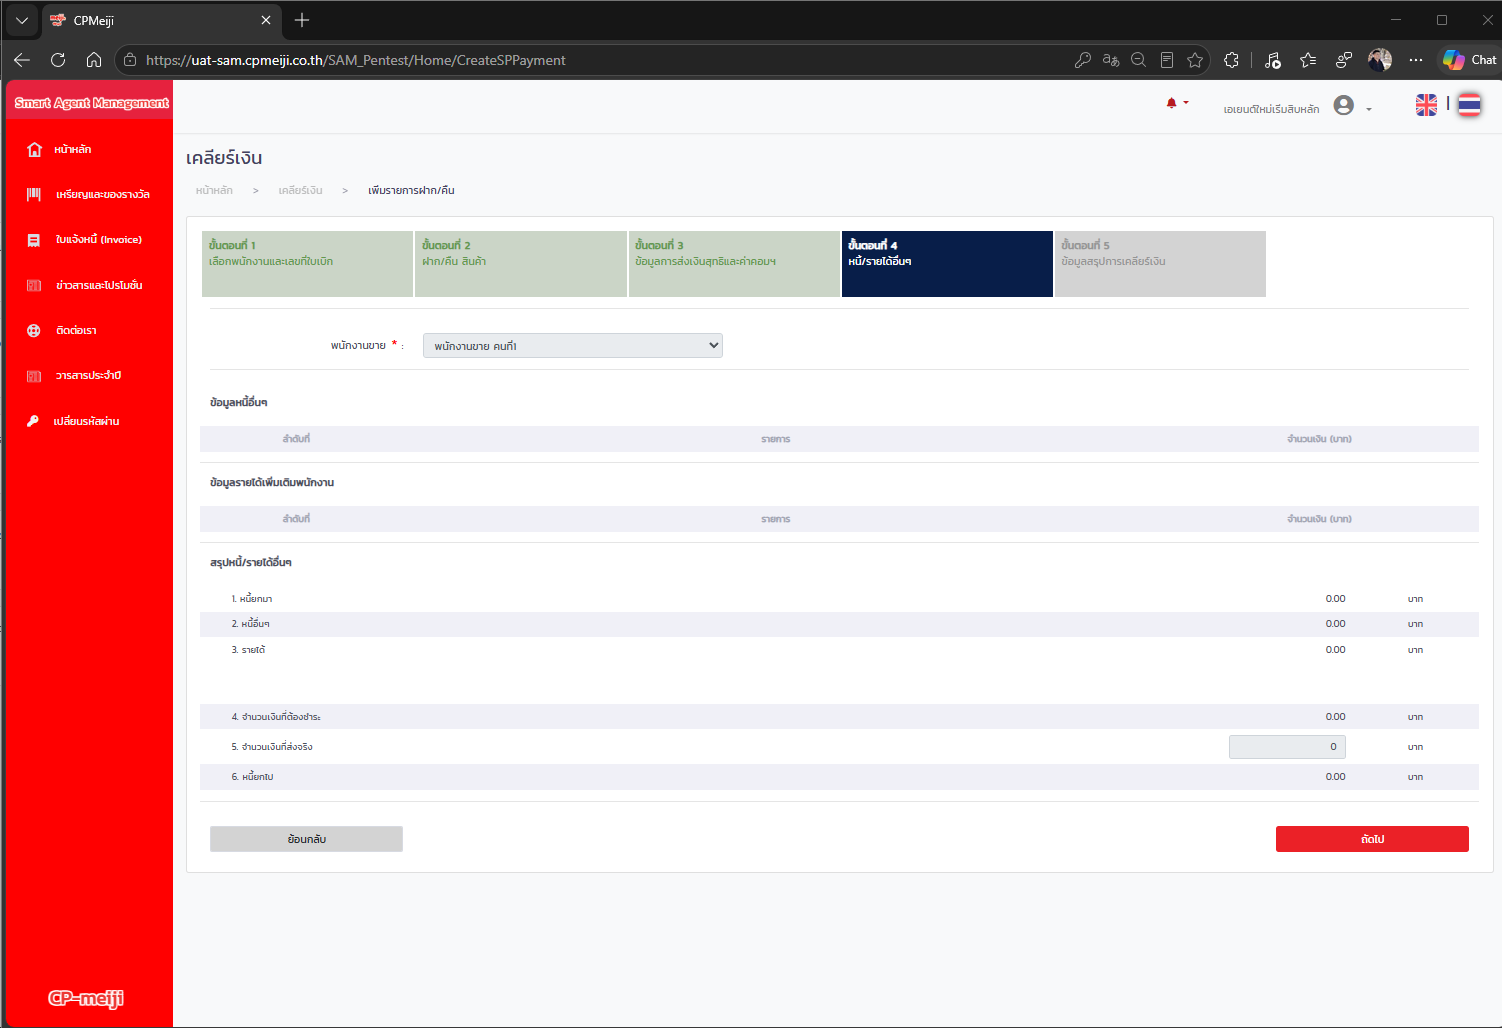 CPMeiji
https://uat-sam.cpmeiji.co.th/SAM_Pentest/Home/CreateSPPayment
Chat
Smart Agent Management
เอเยนต์ใหม่เริ่มสิบหลัก
|
หน้าหลัก
เหรียญและของรางวัล
ใบแจ้งหนี้ (Invoice)
ข่าวสารและโปรโมชั่น
ติดต่อเรา
วารสารประจำปี
เปลี่ยนรหัสผ่าน
CP-meiji
เคลียร์เงิน
หน้าหลัก > เคลียร์เงิน > เพิ่มรายการฝาก/คืน
ขั้นตอนที่ 1
เลือกพนักงานและเลขที่ใบเบิก
ขั้นตอนที่ 2
ฝาก/คืน สินค้า
ขั้นตอนที่ 3
ข้อมูลการส่งเงินสุทธิและค่าคอมฯ
ขั้นตอนที่ 4
หนี้/รายได้อื่นๆ
ขั้นตอนที่ 5
ข้อมูลสรุปการเคลียร์เงิน
พนักงานขาย * : พนักงานขาย คนที่1
ข้อมูลหนี้อื่นๆ
ลำดับที่ รายการ จำนวนเงิน (บาท)
ข้อมูลรายได้เพิ่มเติมพนักงาน
ลำดับที่ รายการ จำนวนเงิน (บาท)
สรุปหนี้/รายได้อื่นๆ
1. หนี้ยกมา 0.00 บาท
2. หนี้อื่นๆ 0.00 บาท
3. รายได้ 0.00 บาท
4. จำนวนเงินที่ต้องชำระ 0.00 บาท
5. จำนวนเงินที่ส่งจริง 0 บาท
6. หนี้ยกไป 0.00 บาท
ย้อนกลับ ถัดไป